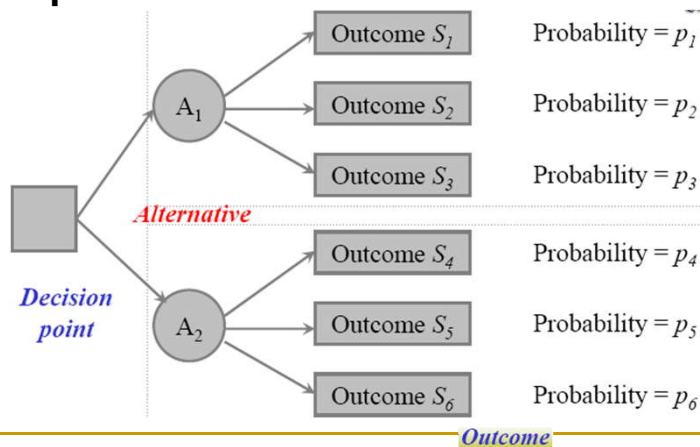 Outcome S1 Probability = p1
A1 Outcome S2 Probability = p2
Outcome S3 Probability = p3
Alternative
Outcome S4 Probability = p4
Decision
point
A2 Outcome S5 Probability = p5
Outcome S6 Probability = p6
Outcome